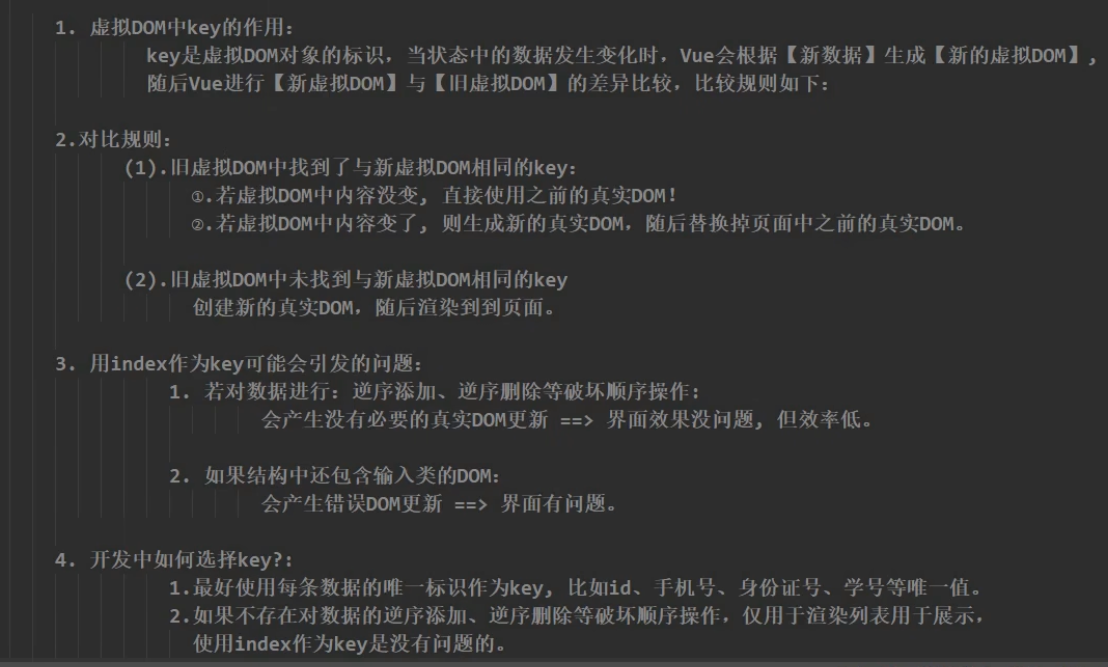 1. 虚拟DOM中key的作用：
key是虚拟DOM对象的标识，当状态中的数据发生变化时，Vue会根据【新数据】生成【新的虚拟DOM】,
随后Vue进行【新虚拟DOM】与【旧虚拟DOM】的差异比较，比较规则如下：
2.对比规则：
(1).旧虚拟DOM中找到了与新虚拟DOM相同的key：
①.若虚拟DOM中内容没变, 直接使用之前的真实DOM！
②.若虚拟DOM中内容变了, 则生成新的真实DOM，随后替换掉页面中之前的真实DOM。
(2).旧虚拟DOM中未找到与新虚拟DOM相同的key
创建新的真实DOM，随后渲染到到页面。
3. 用index作为key可能会引发的问题：
1. 若对数据进行：逆序添加、逆序删除等破坏顺序操作:
会产生没有必要的真实DOM更新 ==> 界面效果没问题, 但效率低。
2. 如果结构中还包含输入类的DOM：
会产生错误DOM更新 ==> 界面有问题。
4. 开发中如何选择key?:
1.最好使用每条数据的唯一标识作为key, 比如id、手机号、身份证号、学号等唯一值。
2.如果不存在对数据的逆序添加、逆序删除等破坏顺序操作，仅用于渲染列表用于展示，
使用index作为key是没有问题的。